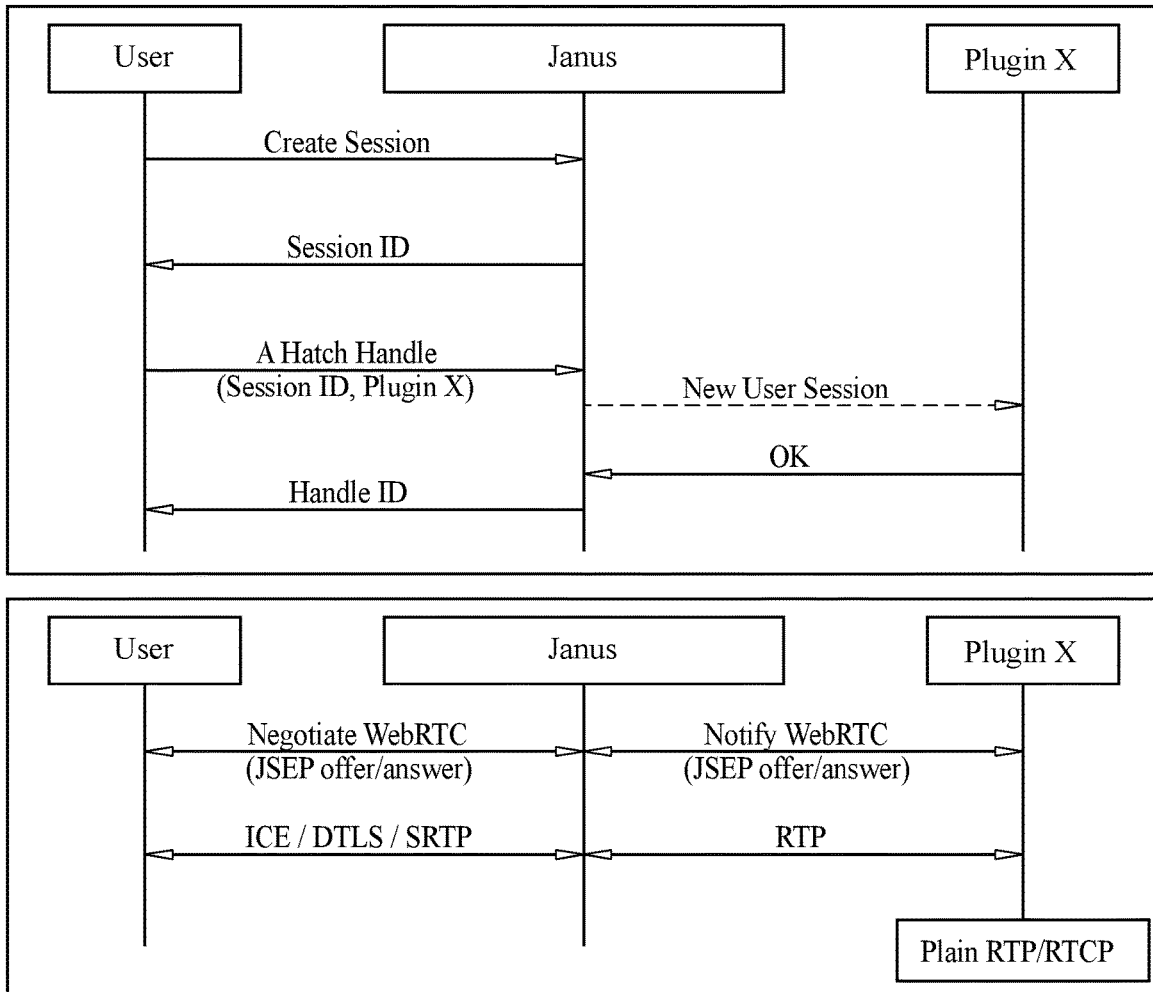 User
Janus
Plugin X
Create Session
Session ID
A Hatch Handle
(Session ID, Plugin X)
New User Session
OK
Handle ID
User
Janus
Plugin X
Negotiate WebRTC
(JSEP offer/answer)
Notify WebRTC
(JSEP offer/answer)
ICE / DTLS / SRTP
RTP
Plain RTP/RTCP